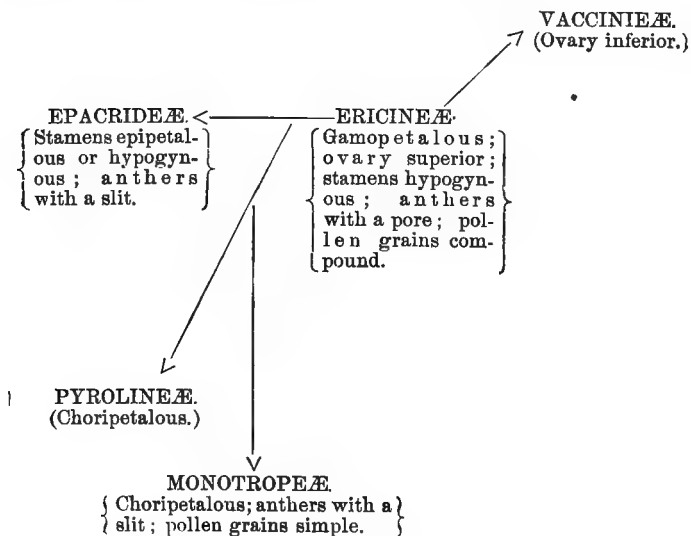 VACCINIEÆ.
(Ovary inferior.)
EPACRIDEÆ.
Stamens epipetal-
ous or hypogyn-
ous ; anthers
with a slit.
ERICINEÆ.
Gamopetalous ;
ovary superior ;
stamens hypogyn-
ous ; anthers
with a pore ; pol-
len grains com-
pound.
PYROLINEÆ.
(Choripetalous.)
MONOTROPEÆ.
Choripetalous; anthers with a
slit ; pollen grains simple.